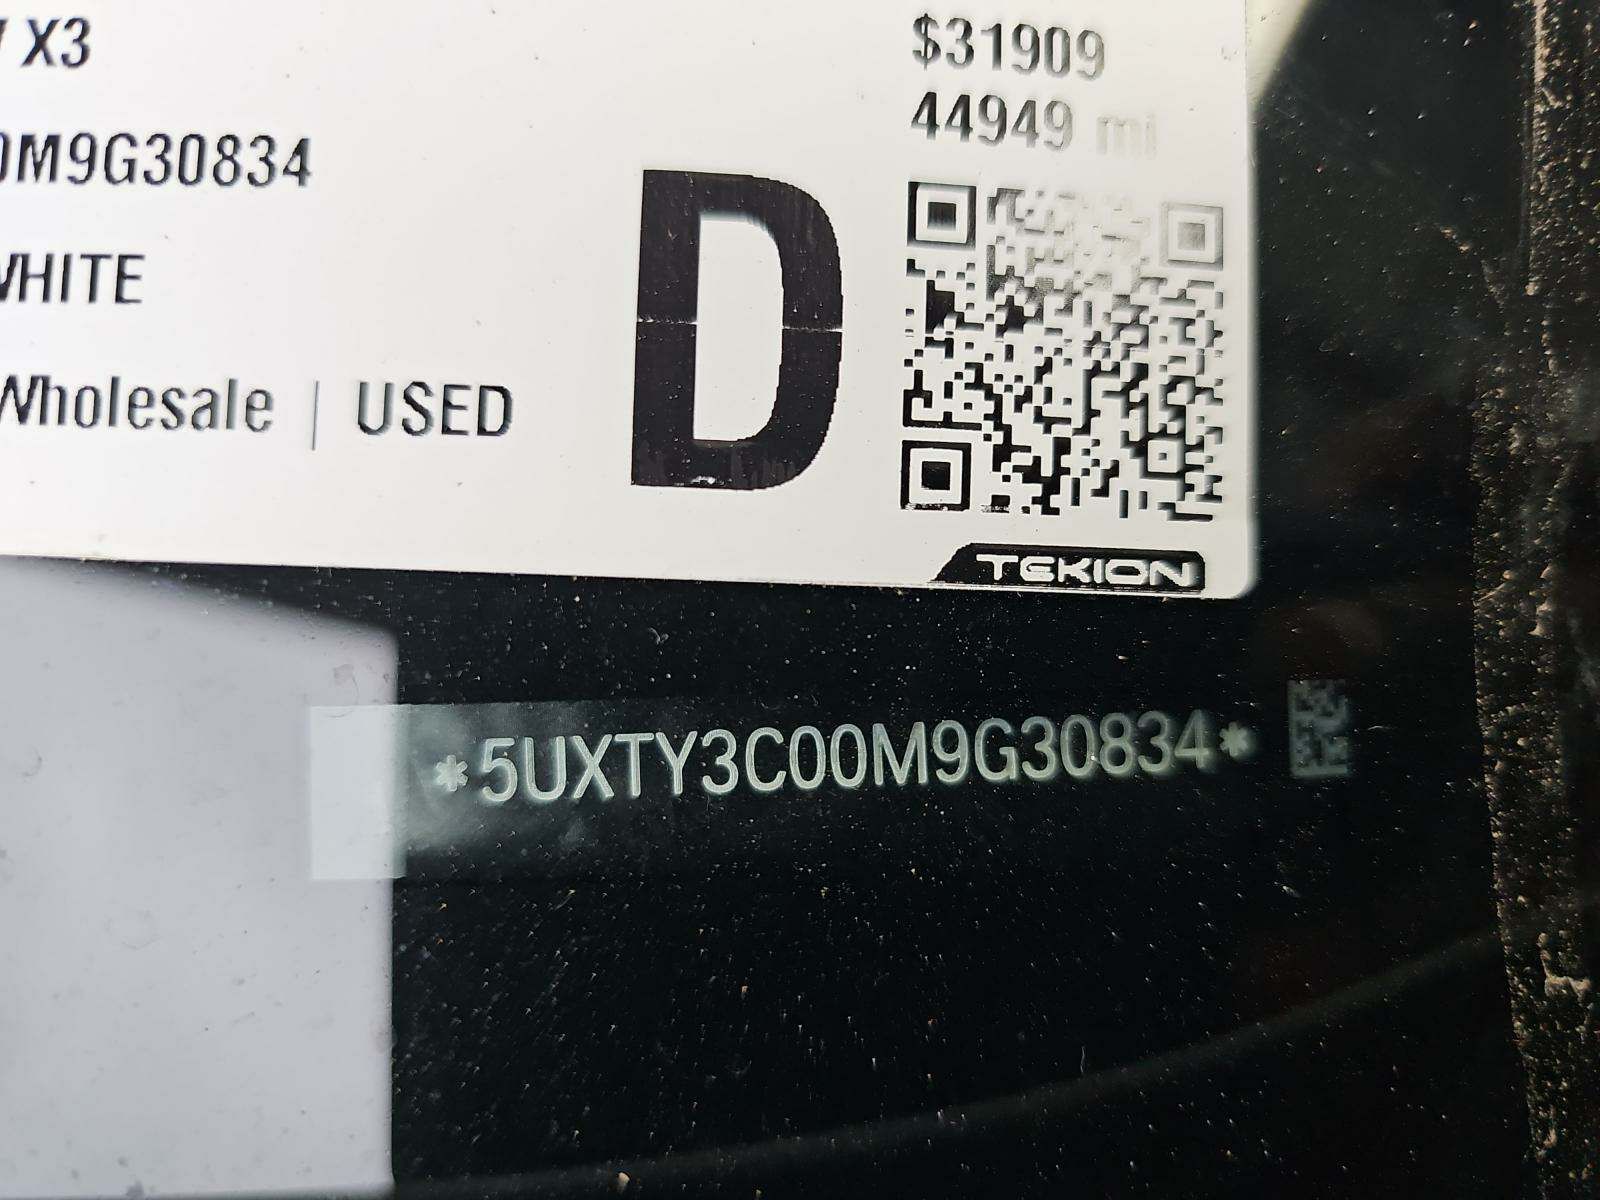 X3
$31909
44949 mi
0M9G30834
WHITE
D
Wholesale | USED
TEKION
*5UXTY3C00M9G30834*